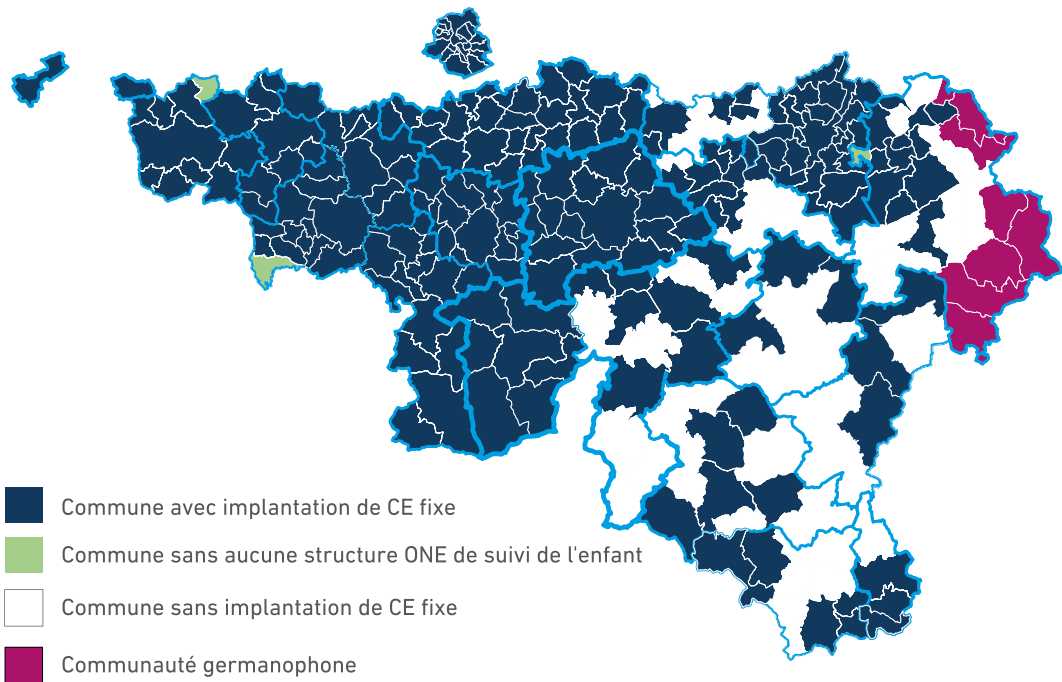 Commune avec implantation de CE fixe
Commune sans aucune structure ONE de suivi de l'enfant
Commune sans implantation de CE fixe
Communauté germanophone